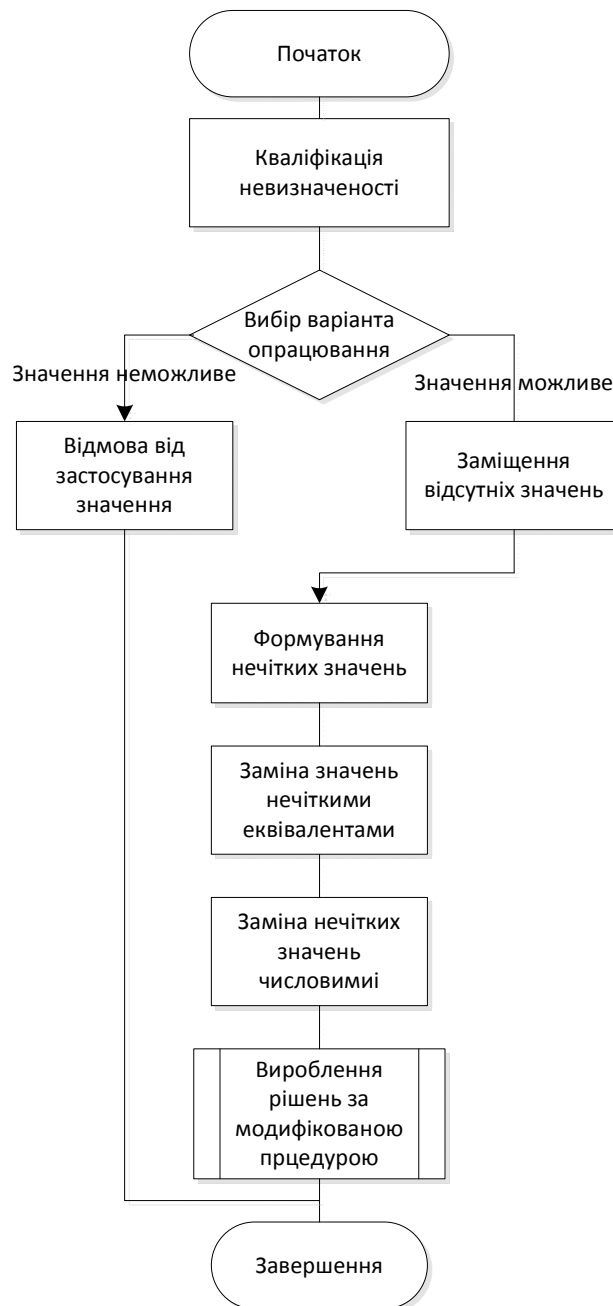 Початок
Кваліфікація
невизначеності
Вибір варіанта
опрацювання
Значення неможливе
Значення можливе
Відмова від
застосування
значення
Заміщення
відсутніх значень
Формування
нечітких значень
Заміна значень
нечіткими
еквівалентами
Заміна нечітких
значень
числовимиі
Вироблення
рішень за
модифікованою
прцедурою
Завершення